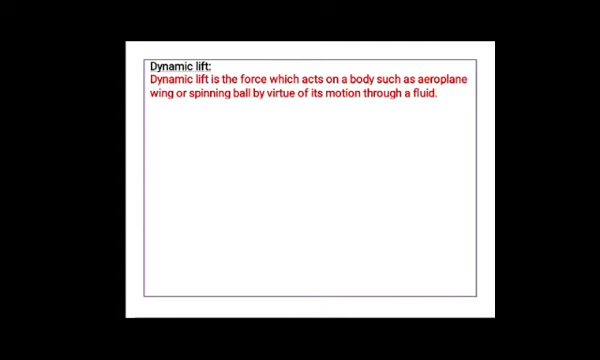 Dynamic lift:
Dynamic lift is the force which acts on a body such as aeroplane
wing or spinning ball by virtue of its motion through a fluid.